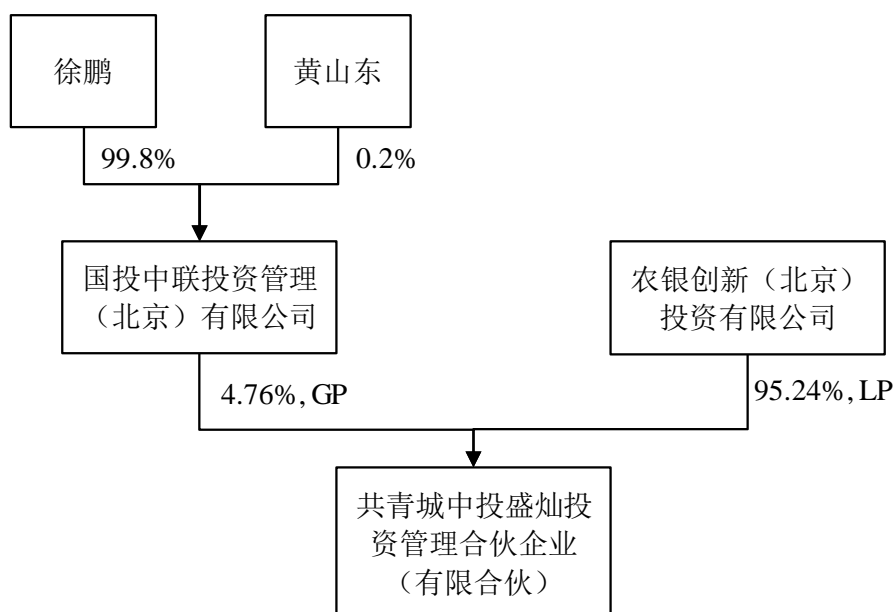 徐鹏
黄山东
99.8%
0.2%
国投中联投资管理
（北京）有限公司
农银创新（北京）
投资有限公司
4.76%, GP
95.24%, LP
共青城中投盛灿投
资管理合伙企业
（有限合伙）